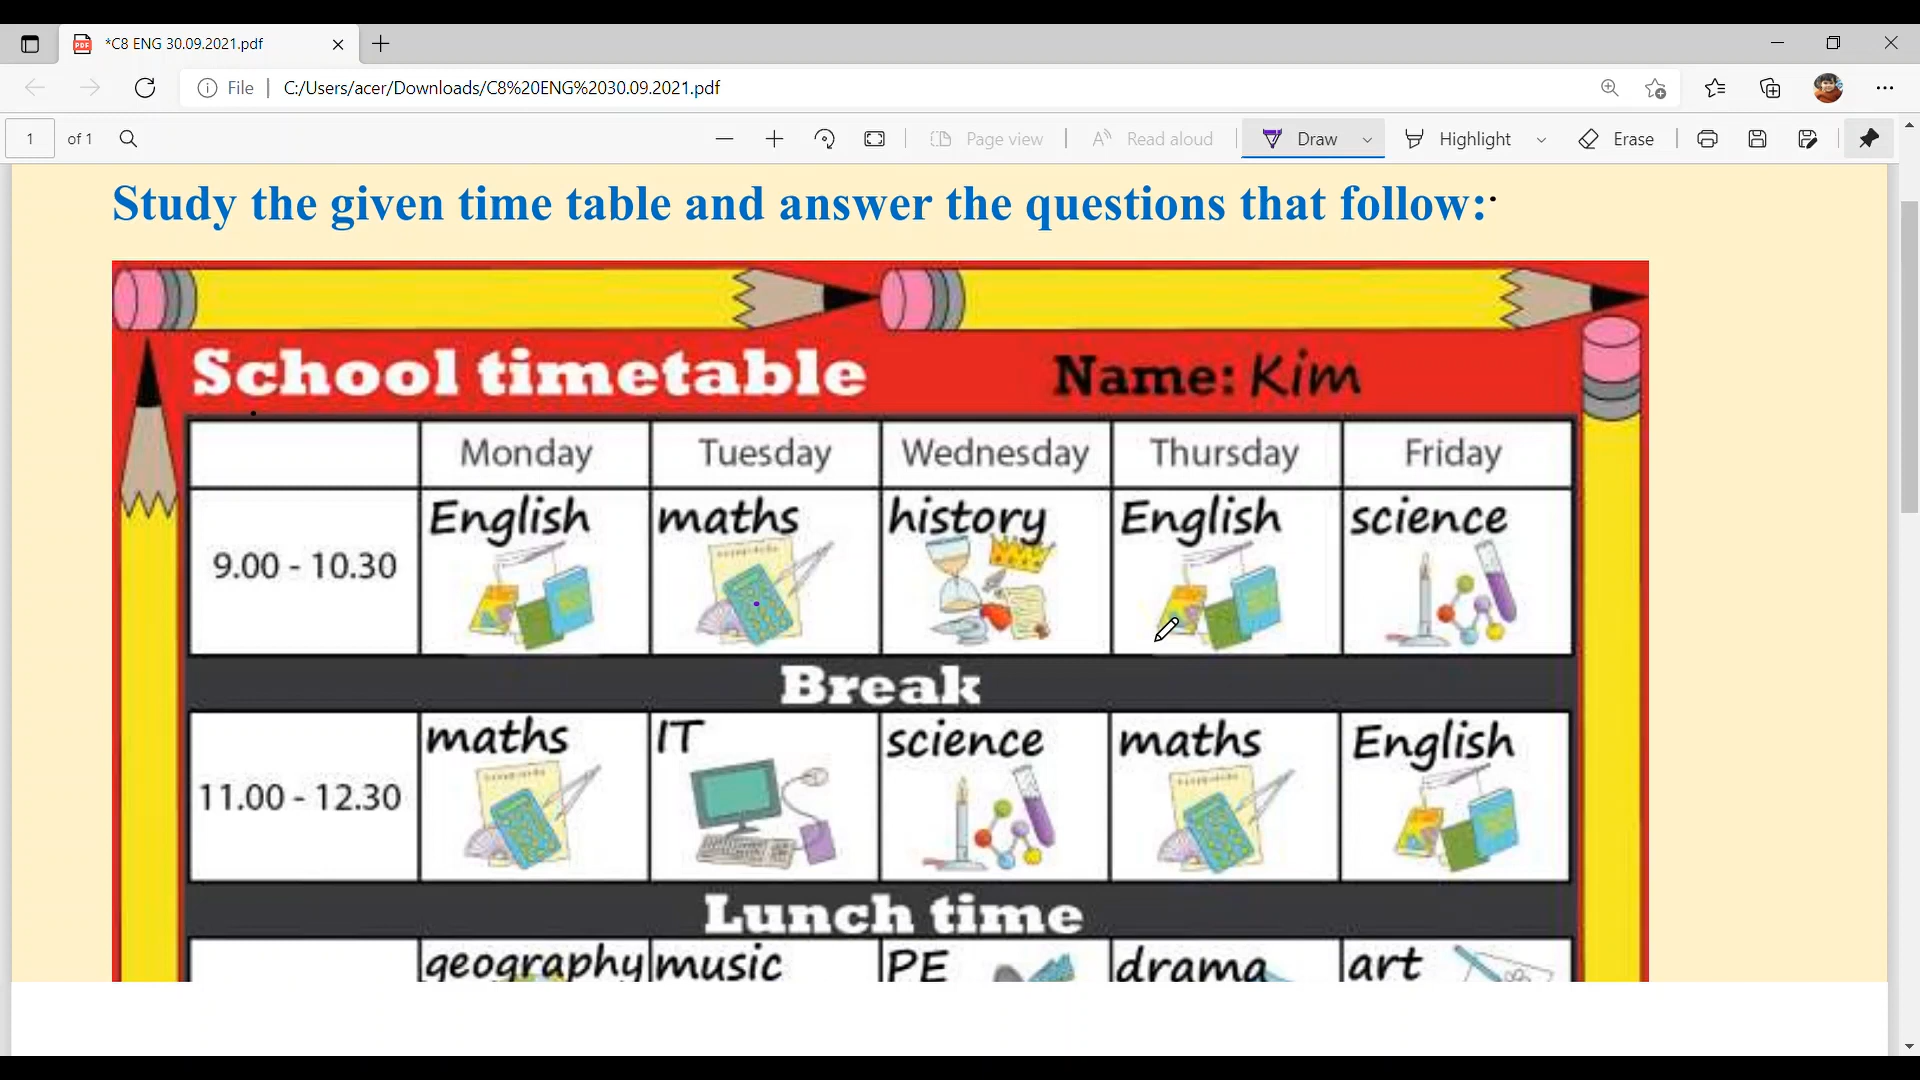 *C8 ENG 30.09.2021.pdf
File | C:/Users/acer/Downloads/C8%20ENG%2030.09.2021.pdf
1 of 1 Page view Read aloud Draw Highlight Erase
Study the given time table and answer the questions that follow:
School timetable Name: Kim
Monday Tuesday Wednesday Thursday Friday
9.00 - 10.30 English maths history English science
Break
11.00 - 12.30 maths IT science maths English
Lunch time
geography music PE drama art